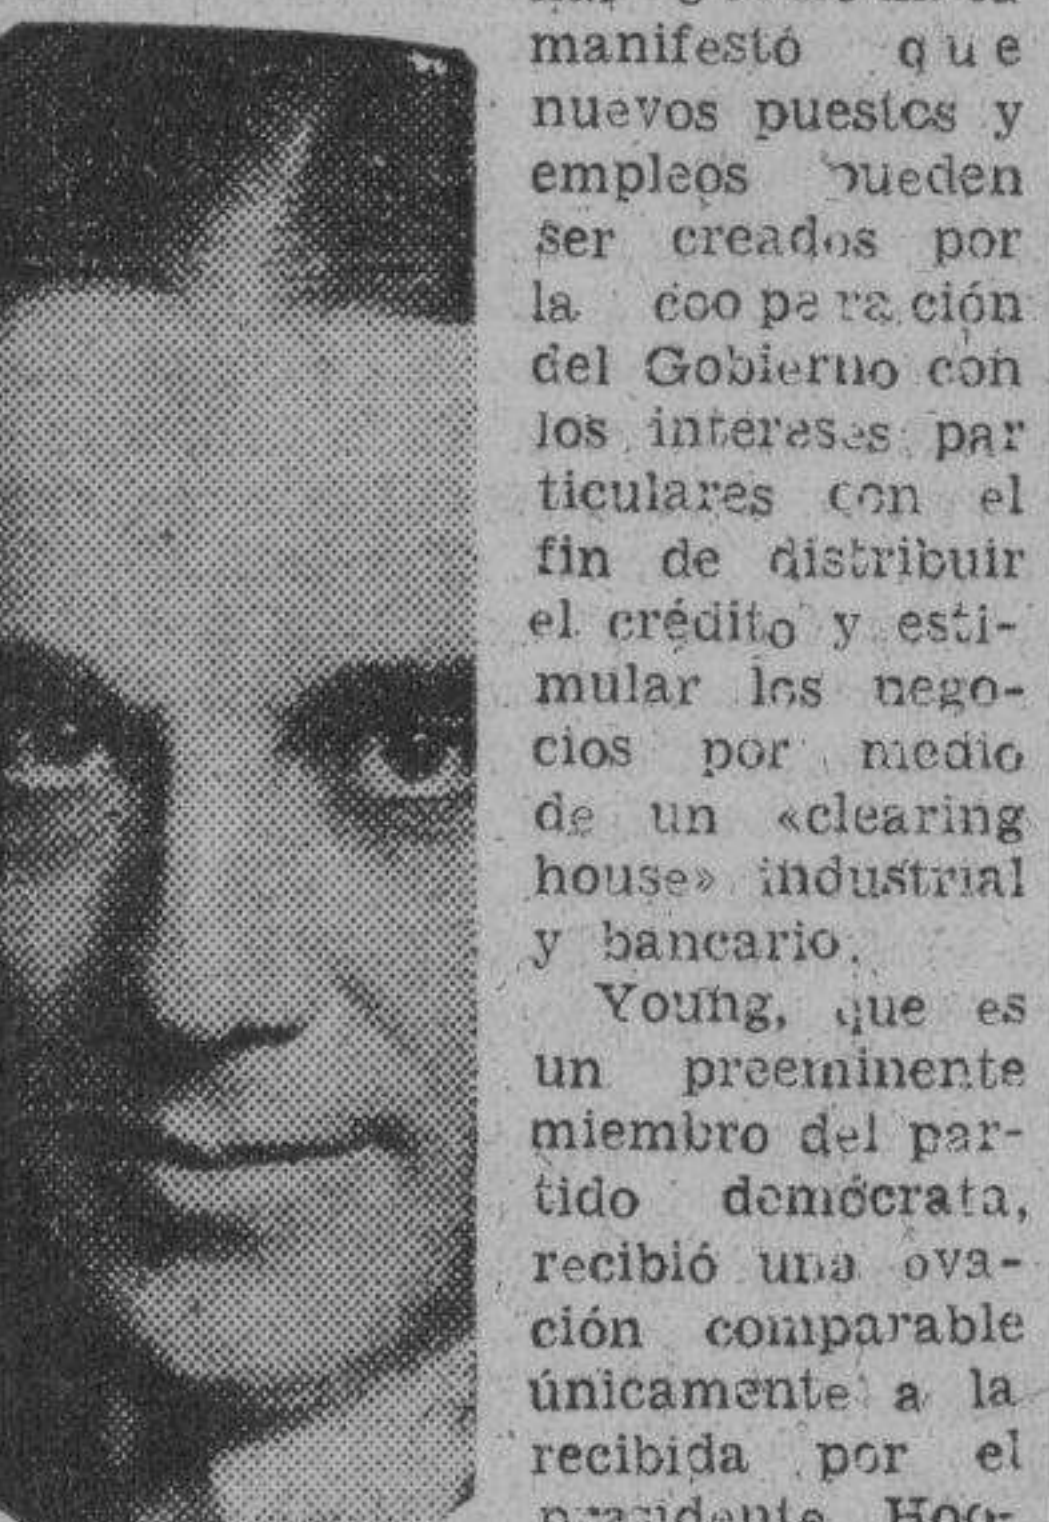 manifestó que
nuevos puestos y
empleos pueden
ser creados por
la cooperación
del Gobierno con
los intereses par
ticulares con el
fin de distribuir
el crédito y esti-
mular los nego-
cios por medio
de un «clearing
house» industrial
y bancario.
Young, que es
un preeminente
miembro del par-
tido demócrata,
recibió una ova-
ción comparable
únicamente a la
recibida por el
presidente Hoo-